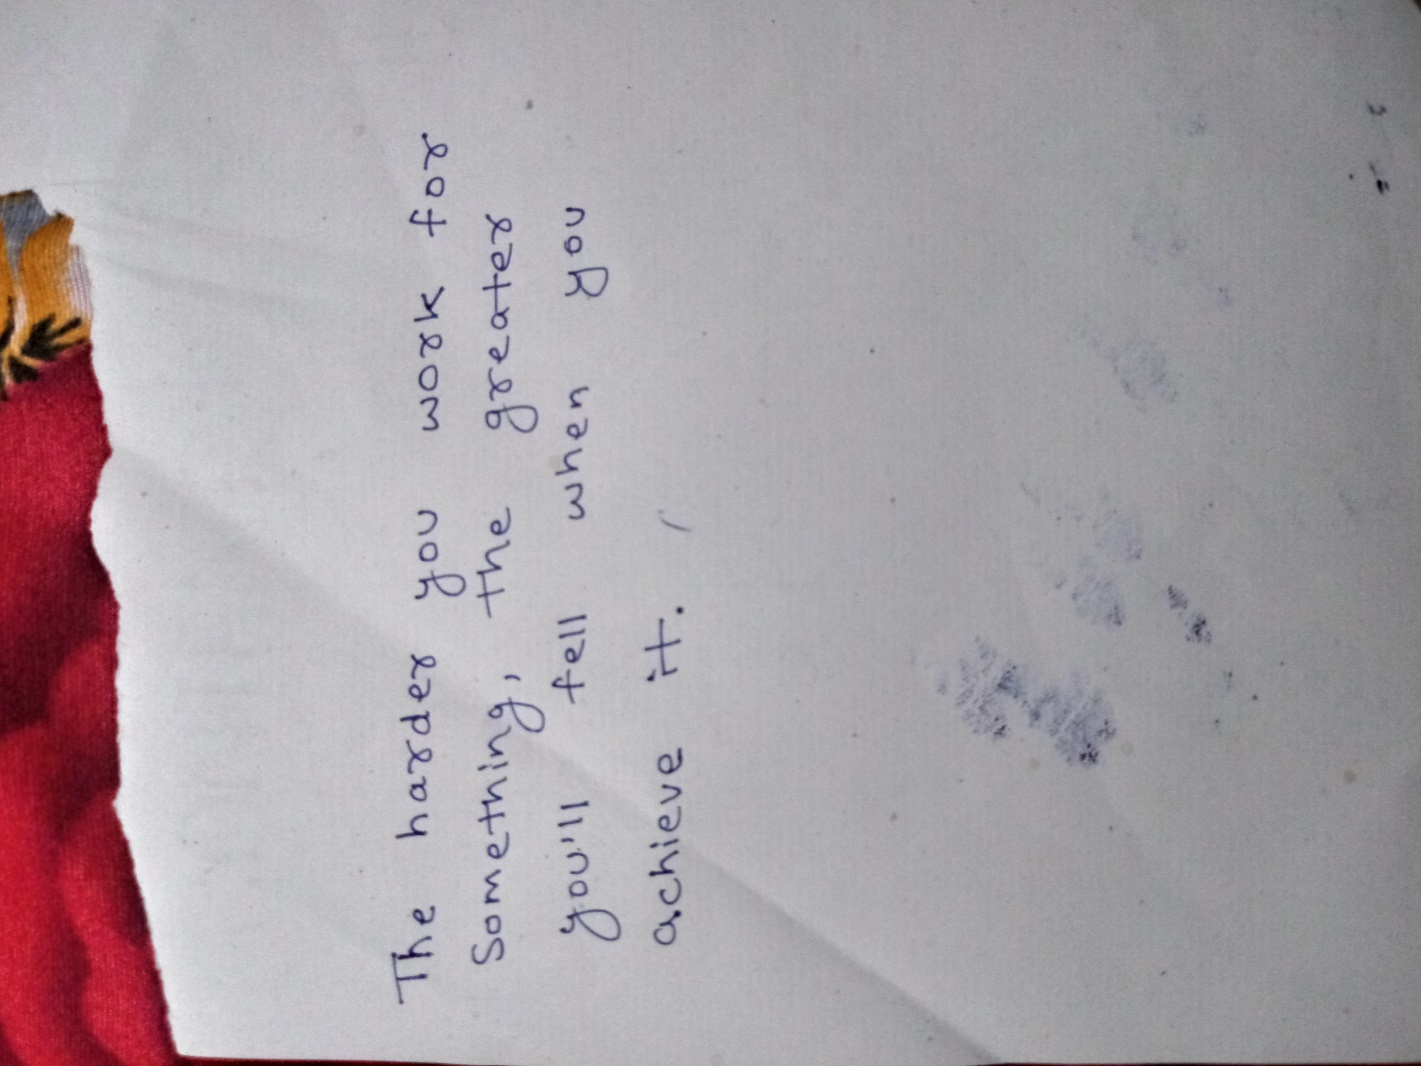 The harder you work for
Something, the greater
you'll fell when you
achieve it.